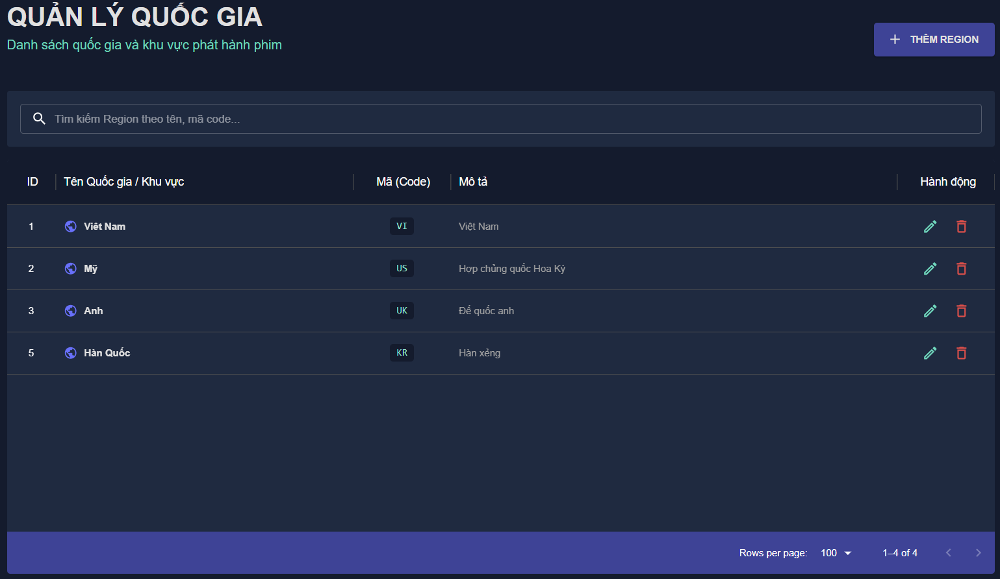 QUẢN LÝ QUỐC GIA
Danh sách quốc gia và khu vực phát hành phim
THÊM REGION
Tìm kiếm Region theo tên, mã code...
ID Tên Quốc gia / Khu vực Mã (Code) Mô tả Hành động
1 Viêt Nam VI Việt Nam
2 Mỹ US Hợp chủng quốc Hoa Kỳ
3 Anh UK Đế quốc anh
5 Hàn Quốc KR Hàn xẻng
Rows per page: 100 1–4 of 4